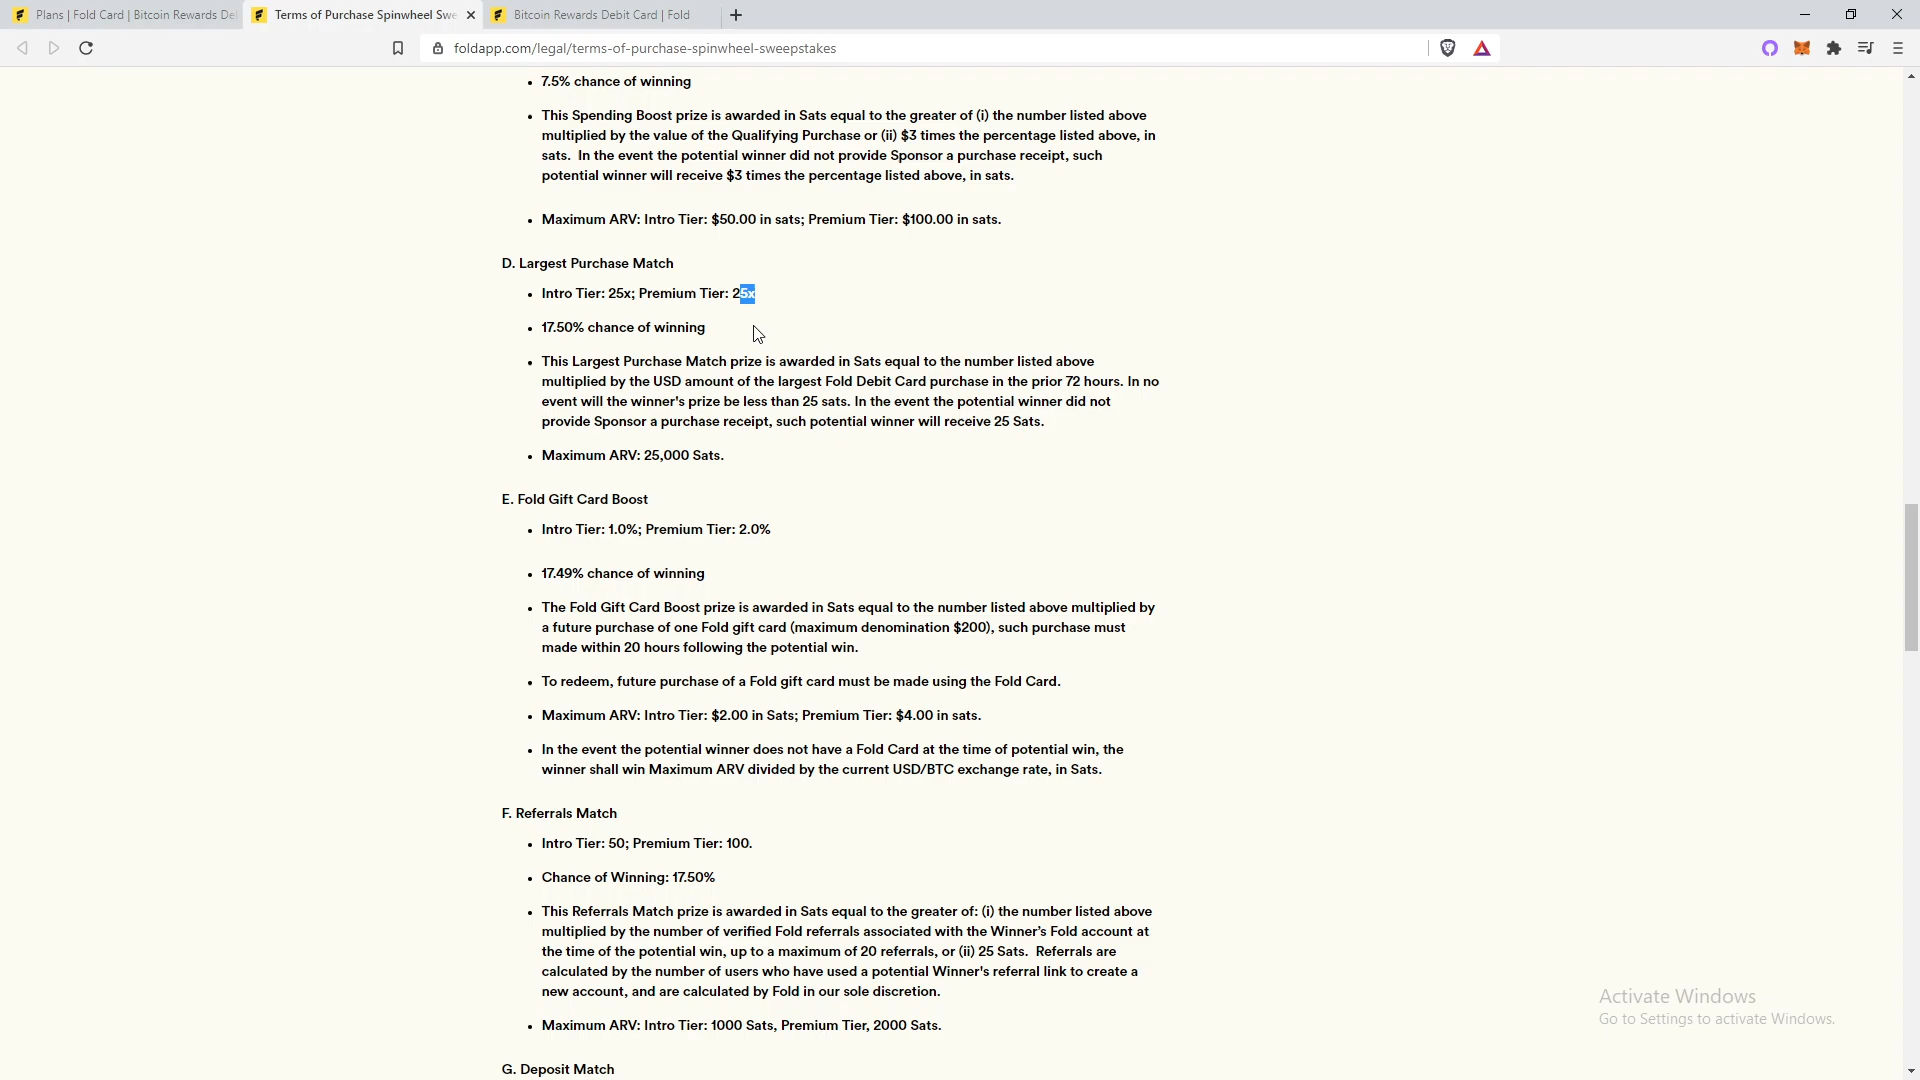 Plans | Fold Card | Bitcoin Rewards De
Terms of Purchase Spinwheel Swe
Bitcoin Rewards Debit Card | Fold
foldapp.com/legal/terms-of-purchase-spinwheel-sweepstakes
• 7.5% chance of winning
• This Spending Boost prize is awarded in Sats equal to the greater of (i) the number listed above
multiplied by the value of the Qualifying Purchase or (ii) $3 times the percentage listed above, in
sats.  In the event the potential winner did not provide Sponsor a purchase receipt, such
potential winner will receive $3 times the percentage listed above, in sats.
• Maximum ARV: Intro Tier: $50.00 in sats; Premium Tier: $100.00 in sats.
D. Largest Purchase Match
• Intro Tier: 25x; Premium Tier: 25x
• 17.50% chance of winning
• This Largest Purchase Match prize is awarded in Sats equal to the number listed above
multiplied by the USD amount of the largest Fold Debit Card purchase in the prior 72 hours. In no
event will the winner's prize be less than 25 sats. In the event the potential winner did not
provide Sponsor a purchase receipt, such potential winner will receive 25 Sats.
• Maximum ARV: 25,000 Sats.
E. Fold Gift Card Boost
• Intro Tier: 1.0%; Premium Tier: 2.0%
• 17.49% chance of winning
• The Fold Gift Card Boost prize is awarded in Sats equal to the number listed above multiplied by
a future purchase of one Fold gift card (maximum denomination $200), such purchase must
made within 20 hours following the potential win.
• To redeem, future purchase of a Fold gift card must be made using the Fold Card.
• Maximum ARV: Intro Tier: $2.00 in Sats; Premium Tier: $4.00 in sats.
• In the event the potential winner does not have a Fold Card at the time of potential win, the
winner shall win Maximum ARV divided by the current USD/BTC exchange rate, in Sats.
F. Referrals Match
• Intro Tier: 50; Premium Tier: 100.
• Chance of Winning: 17.50%
• This Referrals Match prize is awarded in Sats equal to the greater of: (i) the number listed above
multiplied by the number of verified Fold referrals associated with the Winner’s Fold account at
the time of the potential win, up to a maximum of 20 referrals, or (ii) 25 Sats.  Referrals are
calculated by the number of users who have used a potential Winner's referral link to create a
new account, and are calculated by Fold in our sole discretion.
• Maximum ARV: Intro Tier: 1000 Sats, Premium Tier, 2000 Sats.
G. Deposit Match
Activate Windows
Go to Settings to activate Windows.